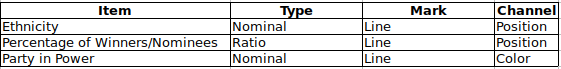 Item Type Mark Channel
Ethnicity Nominal Line Position
Percentage of Winners/Nominees Ratio Line Position
Party in Power Nominal Line Color